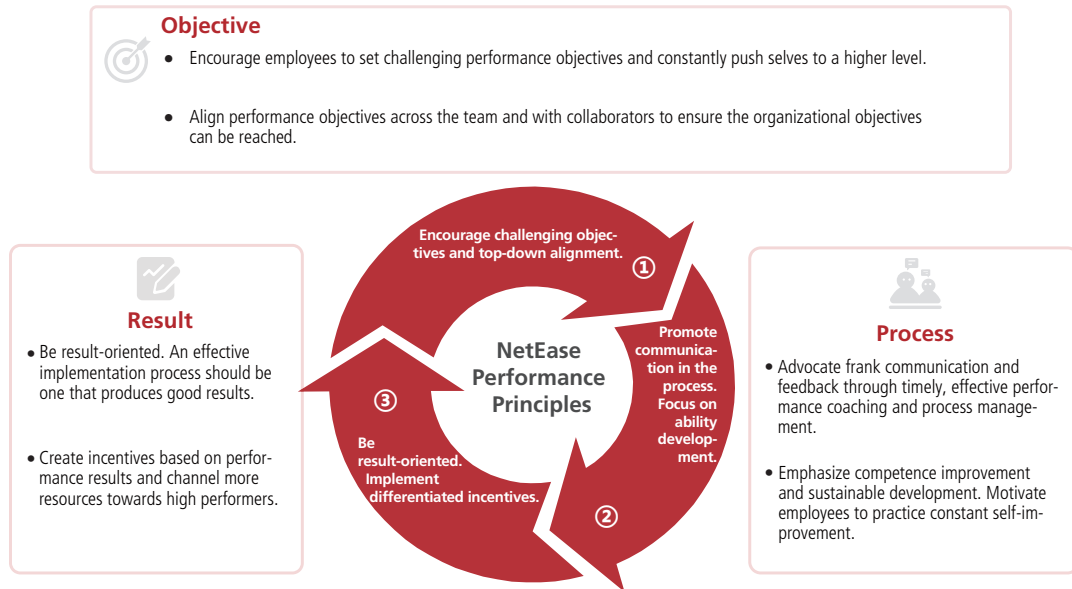 Objective
● Encourage employees to set challenging performance objectives and constantly push selves to a higher level.
● Align performance objectives across the team and with collaborators to ensure the organizational objectives
can be reached.
Encourage challenging objec-
tives and top-down alignment.
①
Promote
communica-
tion in the
process.
Focus on
ability
develop-
ment.
②
③
Be
result-oriented.
Implement
differentiated incentives.
NetEase
Performance
Principles
Result
● Be result-oriented. An effective
implementation process should be
one that produces good results.
● Create incentives based on perfor-
mance results and channel more
resources towards high performers.
Process
● Advocate frank communication and
feedback through timely, effective perfor-
mance coaching and process manage-
ment.
● Emphasize competence improvement
and sustainable development. Motivate
employees to practice constant self-im-
provement.